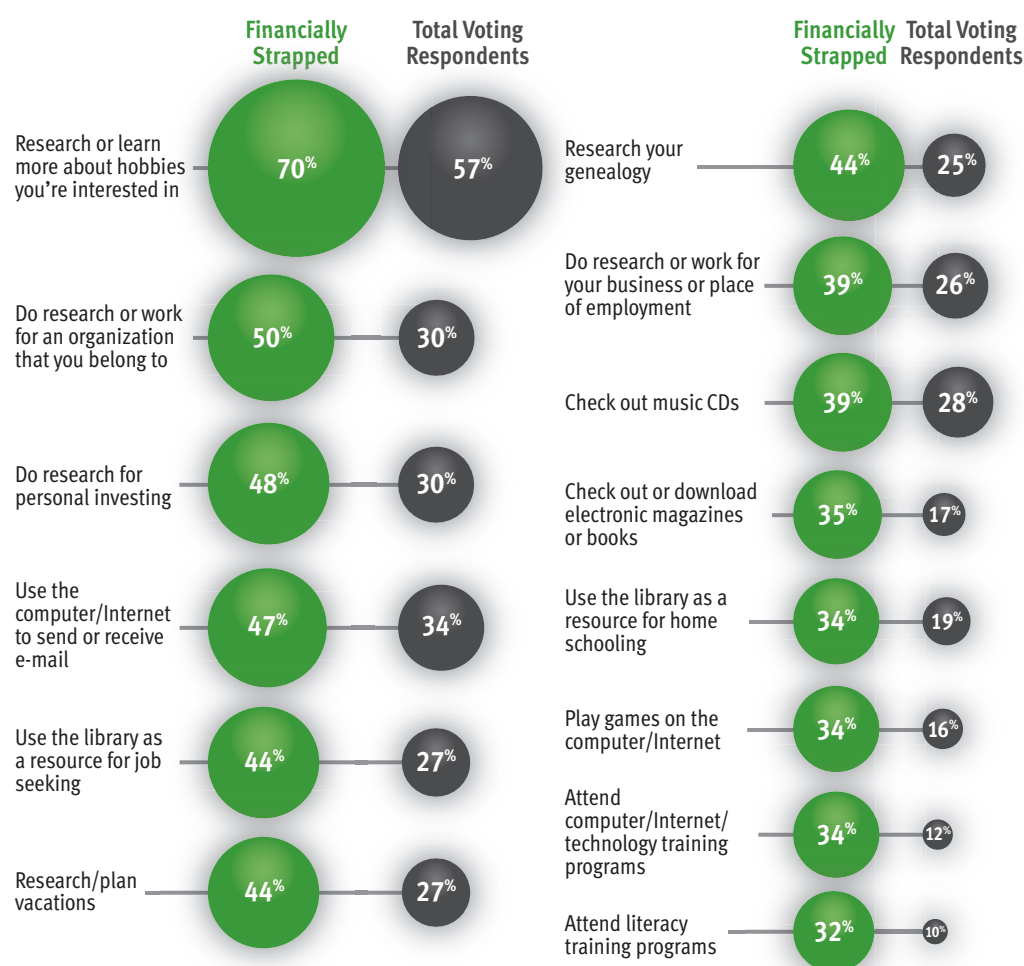 Financially
Strapped
Total Voting
Respondents
Research or learn
more about hobbies
you're interested in
70%
57%
Do research or work
for an organization
that you belong to
50%
30%
Do research for
personal investing
48%
30%
Use the
computer/Internet
to send or receive
e-mail
47%
34%
Use the library as
a resource for job
seeking
44%
27%
Research/plan
vacations
44%
27%
Financially
Strapped
Total Voting
Respondents
Research your
genealogy
44%
25%
Do research or work for
your business or place
of employment
39%
26%
Check out music CDs
39%
28%
Check out or download
electronic magazines
or books
35%
17%
Use the library as a
resource for home
schooling
34%
19%
Play games on the
computer/Internet
34%
16%
Attend
computer/Internet/
technology training
programs
34%
12%
Attend literacy
training programs
32%
10%